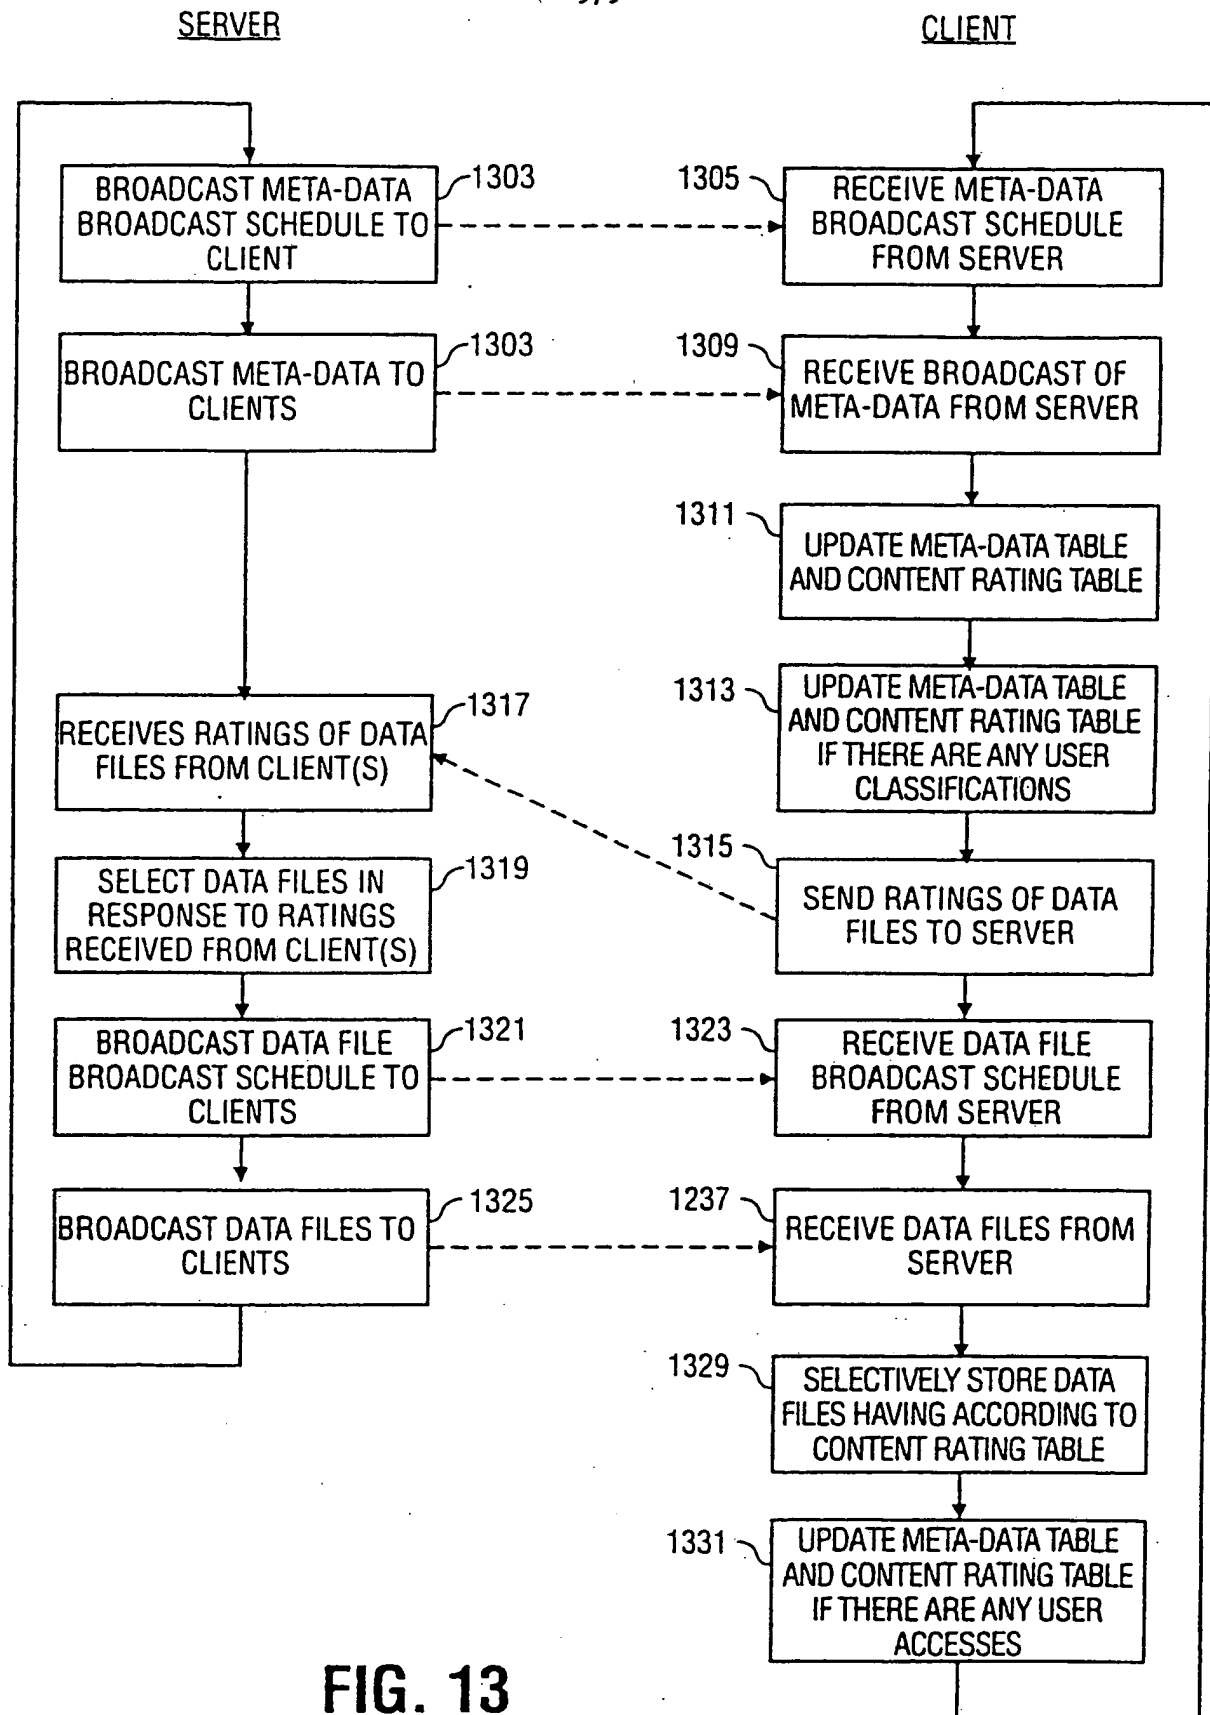 SERVER
CLIENT
BROADCAST META-DATA
BROADCAST SCHEDULE TO
CLIENT
1303
1305
RECEIVE META-DATA
BROADCAST SCHEDULE
FROM SERVER
BROADCAST META-DATA TO
CLIENTS
1303
1309
RECEIVE BROADCAST OF
META-DATA FROM SERVER
1311
UPDATE META-DATA TABLE
AND CONTENT RATING TABLE
1313
UPDATE META-DATA TABLE
AND CONTENT RATING TABLE
IF THERE ARE ANY USER
CLASSIFICATIONS
RECEIVES RATINGS OF DATA
FILES FROM CLIENT(S)
1317
1315
SEND RATINGS OF DATA
FILES TO SERVER
SELECT DATA FILES IN
RESPONSE TO RATINGS
RECEIVED FROM CLIENT(S)
1319
BROADCAST DATA FILE
BROADCAST SCHEDULE TO
CLIENTS
1321
1323
RECEIVE DATA FILE
BROADCAST SCHEDULE
FROM SERVER
BROADCAST DATA FILES TO
CLIENTS
1325
1237
RECEIVE DATA FILES FROM
SERVER
1329
SELECTIVELY STORE DATA
FILES HAVING ACCORDING TO
CONTENT RATING TABLE
1331
UPDATE META-DATA TABLE
AND CONTENT RATING TABLE
IF THERE ARE ANY USER
ACCESSES
FIG. 13